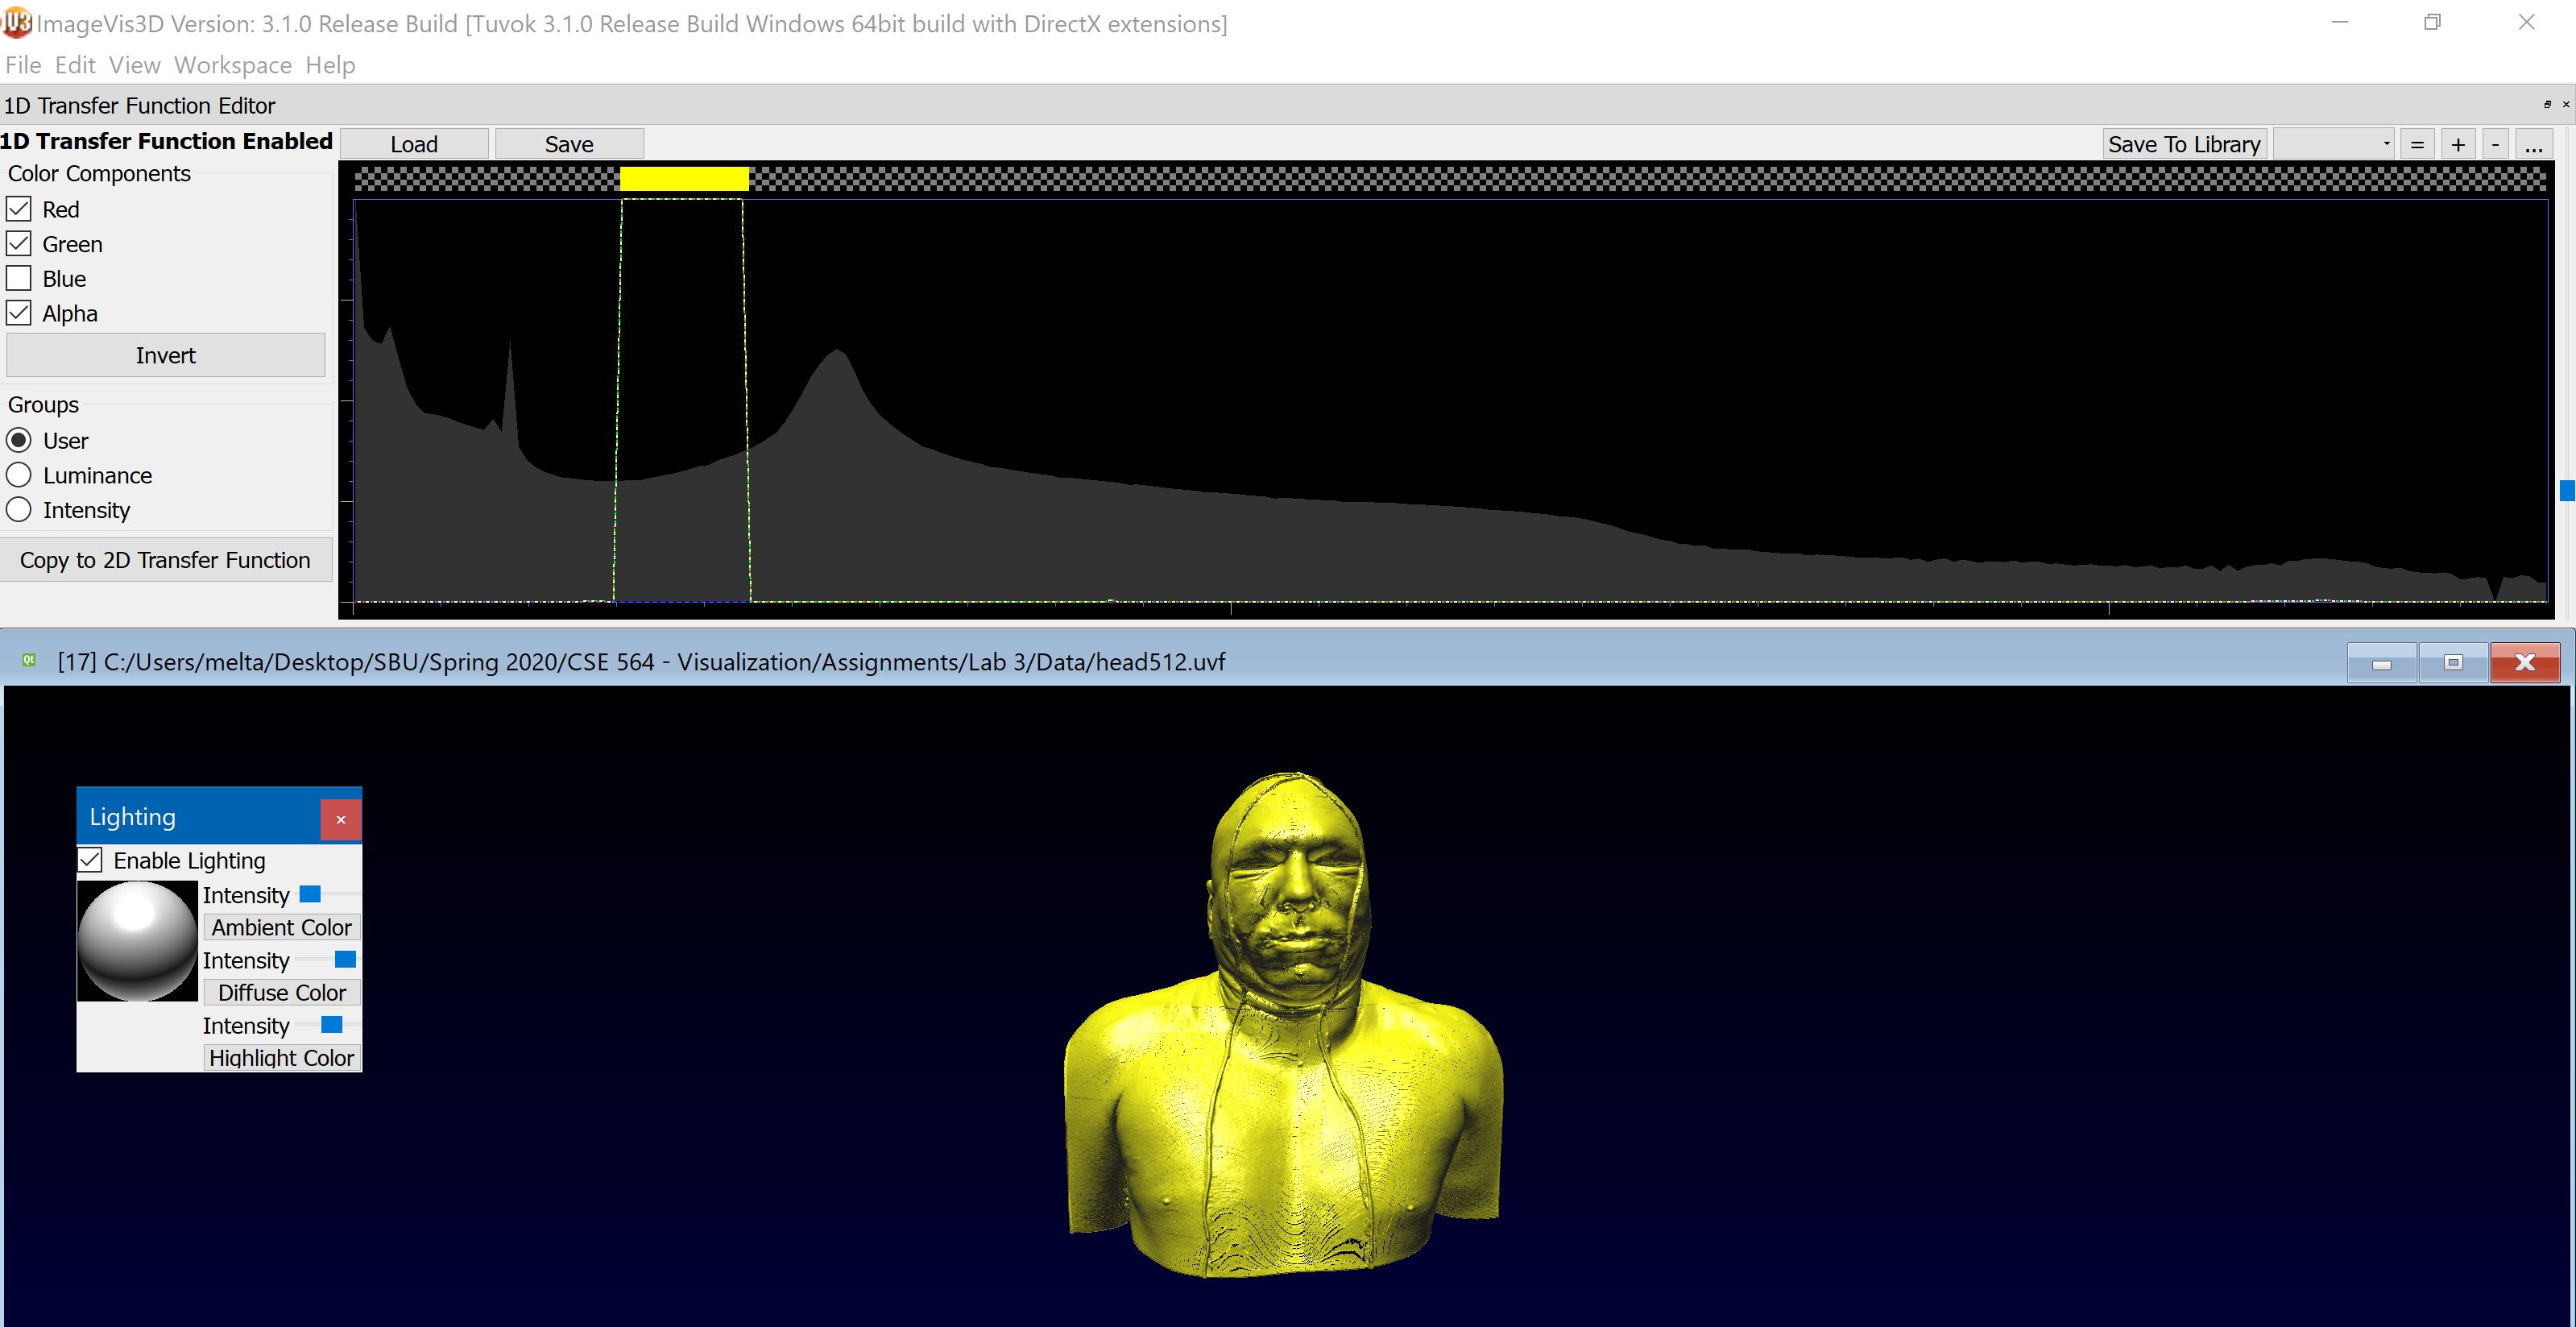 ImageVis3D Version: 3.1.0 Release Build [Tuvok 3.1.0 Release Build Windows 64bit build with DirectX extensions]
File Edit View Workspace Help
1D Transfer Function Editor
1D Transfer Function Enabled
Load
Save
Save To Library
=
+
-
...
Color Components
Red
Green
Blue
Alpha
Invert
Groups
User
Luminance
Intensity
Copy to 2D Transfer Function
Qt
[17] C:/Users/melta/Desktop/SBU/Spring 2020/CSE 564 - Visualization/Assignments/Lab 3/Data/head512.uvf
Lighting
Enable Lighting
Intensity
Ambient Color
Intensity
Diffuse Color
Intensity
Highlight Color